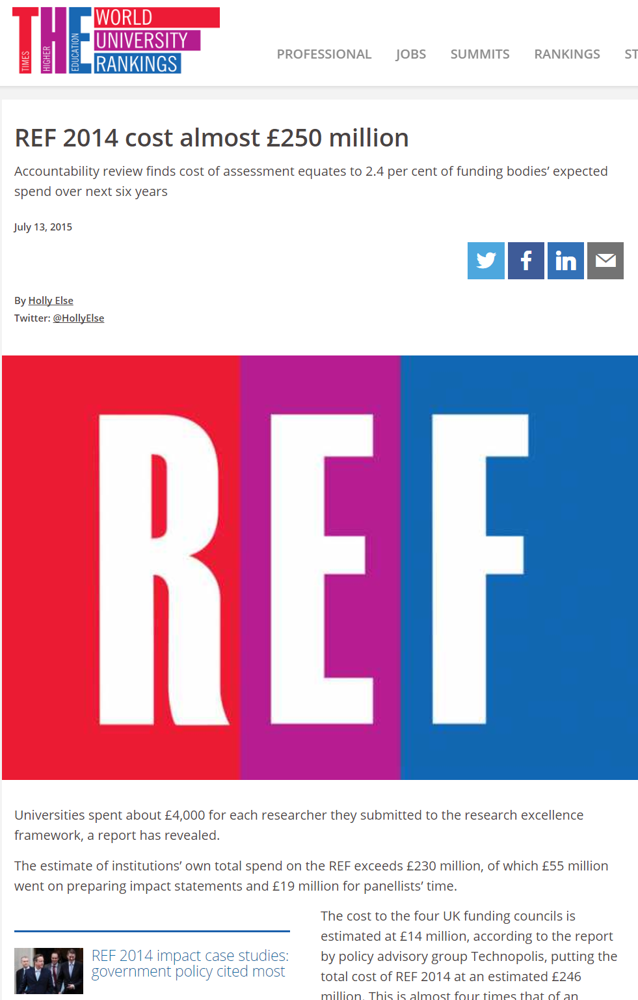 TIMES HIGHER EDUCATION
WORLD
UNIVERSITY
RANKINGS
PROFESSIONAL JOBS SUMMITS RANKINGS ST
REF 2014 cost almost £250 million
Accountability review finds cost of assessment equates to 2.4 per cent of funding bodies’ expected
spend over next six years
July 13, 2015
By Holly Else
Twitter: @HollyElse
REF
Universities spent about £4,000 for each researcher they submitted to the research excellence
framework, a report has revealed.
The estimate of institutions’ own total spend on the REF exceeds £230 million, of which £55 million
went on preparing impact statements and £19 million for panellists’ time.
REF 2014 impact case studies:
government policy cited most
The cost to the four UK funding councils is
estimated at £14 million, according to the report
by policy advisory group Technopolis, putting the
total cost of REF 2014 at an estimated £246
million. This is almost four times that of an